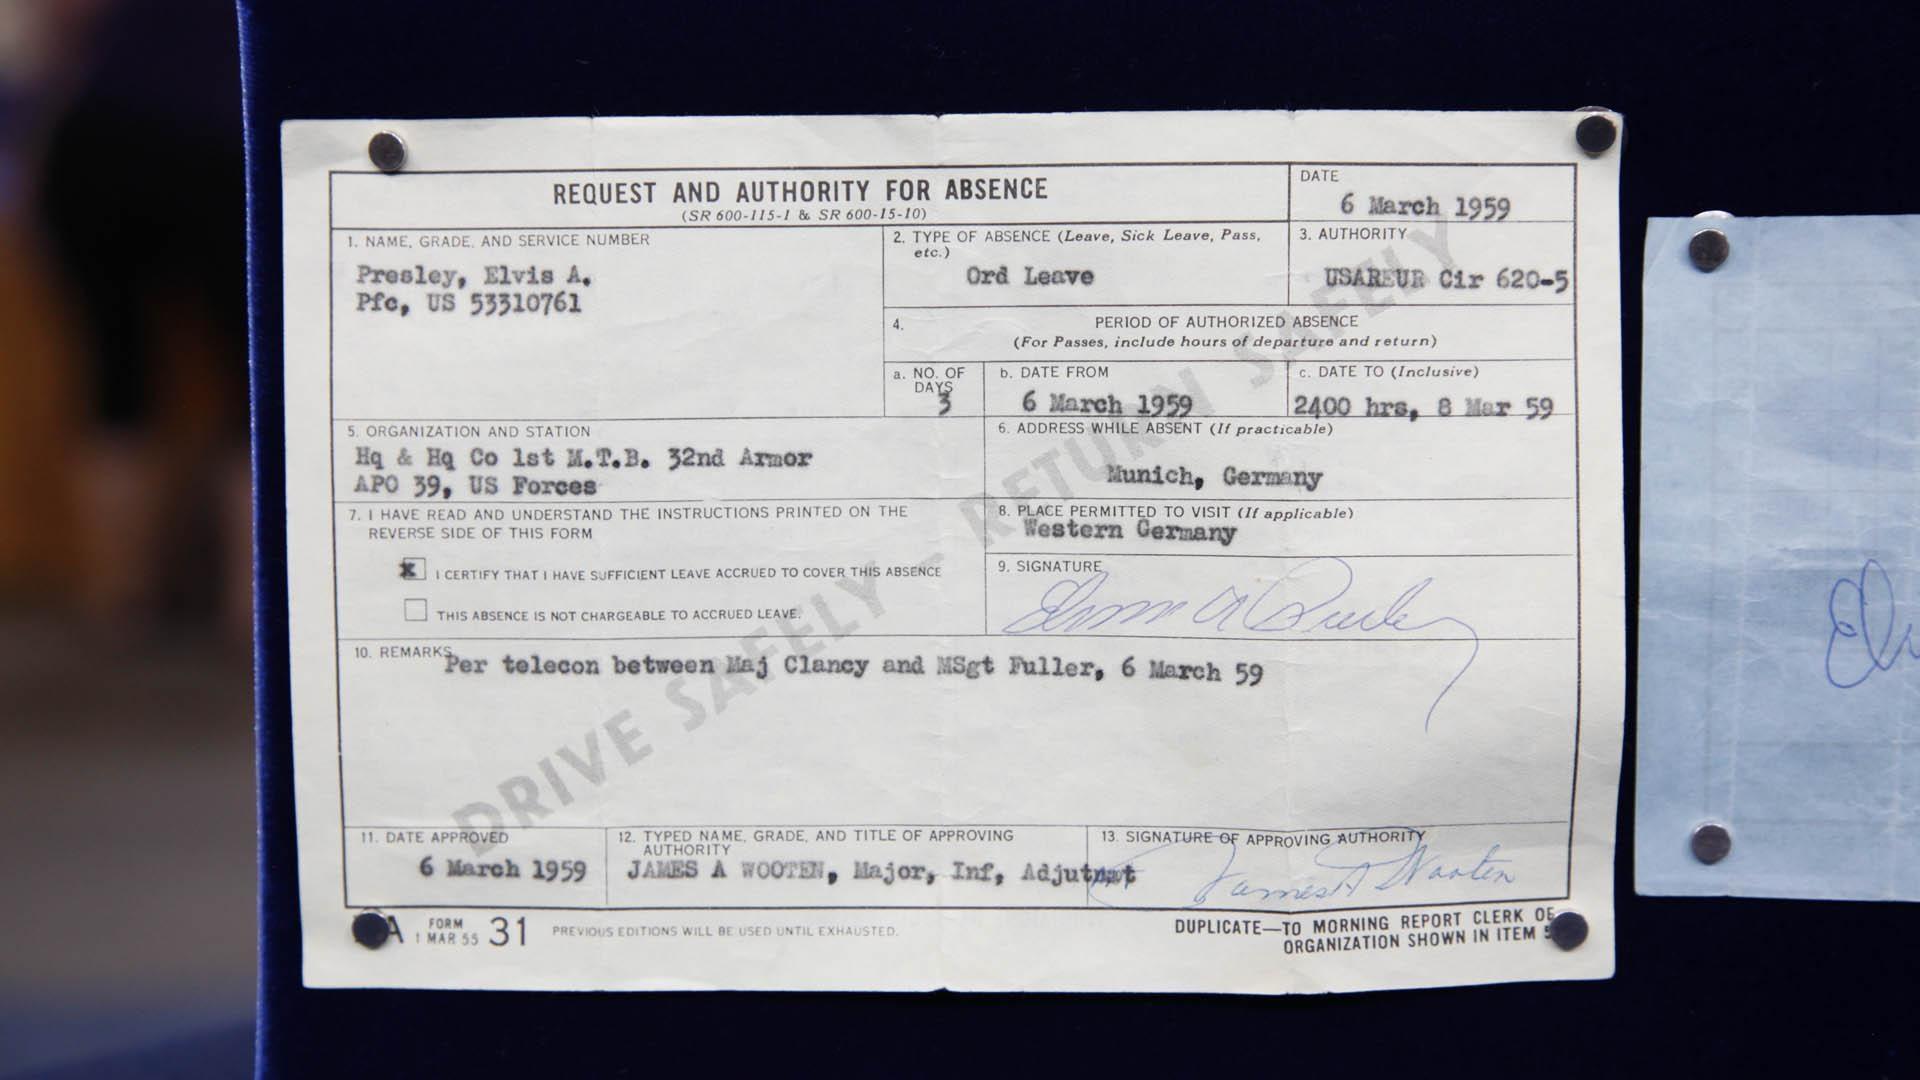 REQUEST AND AUTHORITY FOR ABSENCE
(SR 600-115-1 & SR 600-15-10)
DATE
6 March 1959
1. NAME, GRADE, AND SERVICE NUMBER
Presley, Elvis A.
Pfc, US 53310761
2. TYPE OF ABSENCE (Leave, Sick Leave, Pass,
etc.)
Ord Leave
3. AUTHORITY
USAREUR Cir 620-5
4.
PERIOD OF AUTHORIZED ABSENCE
(For Passes, include hours of departure and return)
a. NO. OF
DAYS
3
b. DATE FROM
6 March 1959
c. DATE TO (Inclusive)
2400 hrs, 8 Mar 59
5. ORGANIZATION AND STATION
Hq & Hq Co 1st M.T.B. 32nd Armor
APO 39, US Forces
6. ADDRESS WHILE ABSENT (If practicable)
Munich, Germany
7. I HAVE READ AND UNDERSTAND THE INSTRUCTIONS PRINTED ON THE
REVERSE SIDE OF THIS FORM
x I CERTIFY THAT I HAVE SUFFICIENT LEAVE ACCRUED TO COVER THIS ABSENCE
THIS ABSENCE IS NOT CHARGEABLE TO ACCRUED LEAVE.
8. PLACE PERMITTED TO VISIT (If applicable)
Western Germany
9. SIGNATURE
Elvis A Presley
10. REMARKS
Per telecon between Maj Clancy and MSgt Fuller, 6 March 59
DRIVE SAFELY - RETURN SAFELY
11. DATE APPROVED
6 March 1959
12. TYPED NAME, GRADE, AND TITLE OF APPROVING
AUTHORITY
JAMES A WOOTEN, Major, Inf, Adjutnat
13. SIGNATURE OF APPROVING AUTHORITY
James A Wooten
A FORM
1 MAR 55 31
PREVIOUS EDITIONS WILL BE USED UNTIL EXHAUSTED.
DUPLICATE—TO MORNING REPORT CLERK OF
ORGANIZATION SHOWN IN ITEM 5